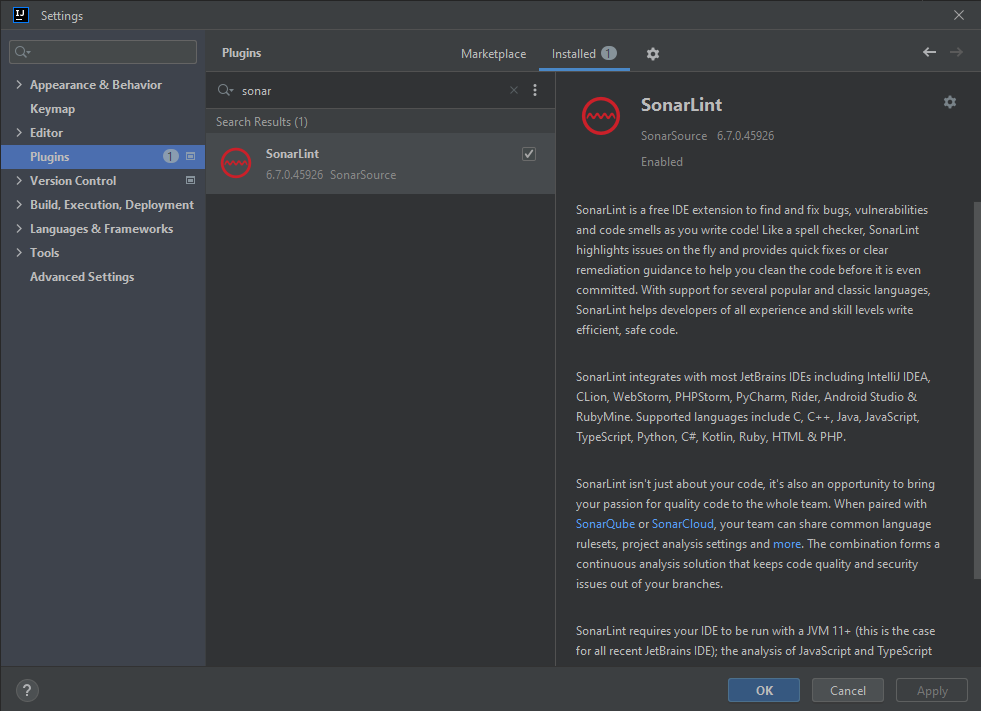 IJ
Settings
Appearance & Behavior
Keymap
Editor
Plugins 1
Version Control
Build, Execution, Deployment
Languages & Frameworks
Tools
Advanced Settings
Plugins Marketplace Installed 1
sonar
Search Results (1)
SonarLint
6.7.0.45926 SonarSource
SonarLint
SonarSource 6.7.0.45926
Enabled
SonarLint is a free IDE extension to find and fix bugs, vulnerabilities
and code smells as you write code! Like a spell checker, SonarLint
highlights issues on the fly and provides quick fixes or clear
remediation guidance to help you clean the code before it is even
committed. With support for several popular and classic languages,
SonarLint helps developers of all experience and skill levels write
efficient, safe code.
SonarLint integrates with most JetBrains IDEs including IntelliJ IDEA,
CLion, WebStorm, PHPStorm, PyCharm, Rider, Android Studio &
RubyMine. Supported languages include C, C++, Java, JavaScript,
TypeScript, Python, C#, Kotlin, Ruby, HTML & PHP.
SonarLint isn't just about your code, it's also an opportunity to bring
your passion for quality code to the whole team. When paired with
SonarQube or SonarCloud, your team can share common language
rulesets, project analysis settings and more. The combination forms a
continuous analysis solution that keeps code quality and security
issues out of your branches.
SonarLint requires your IDE to be run with a JVM 11+ (this is the case
for all recent JetBrains IDE); the analysis of JavaScript and TypeScript
? OK Cancel Apply